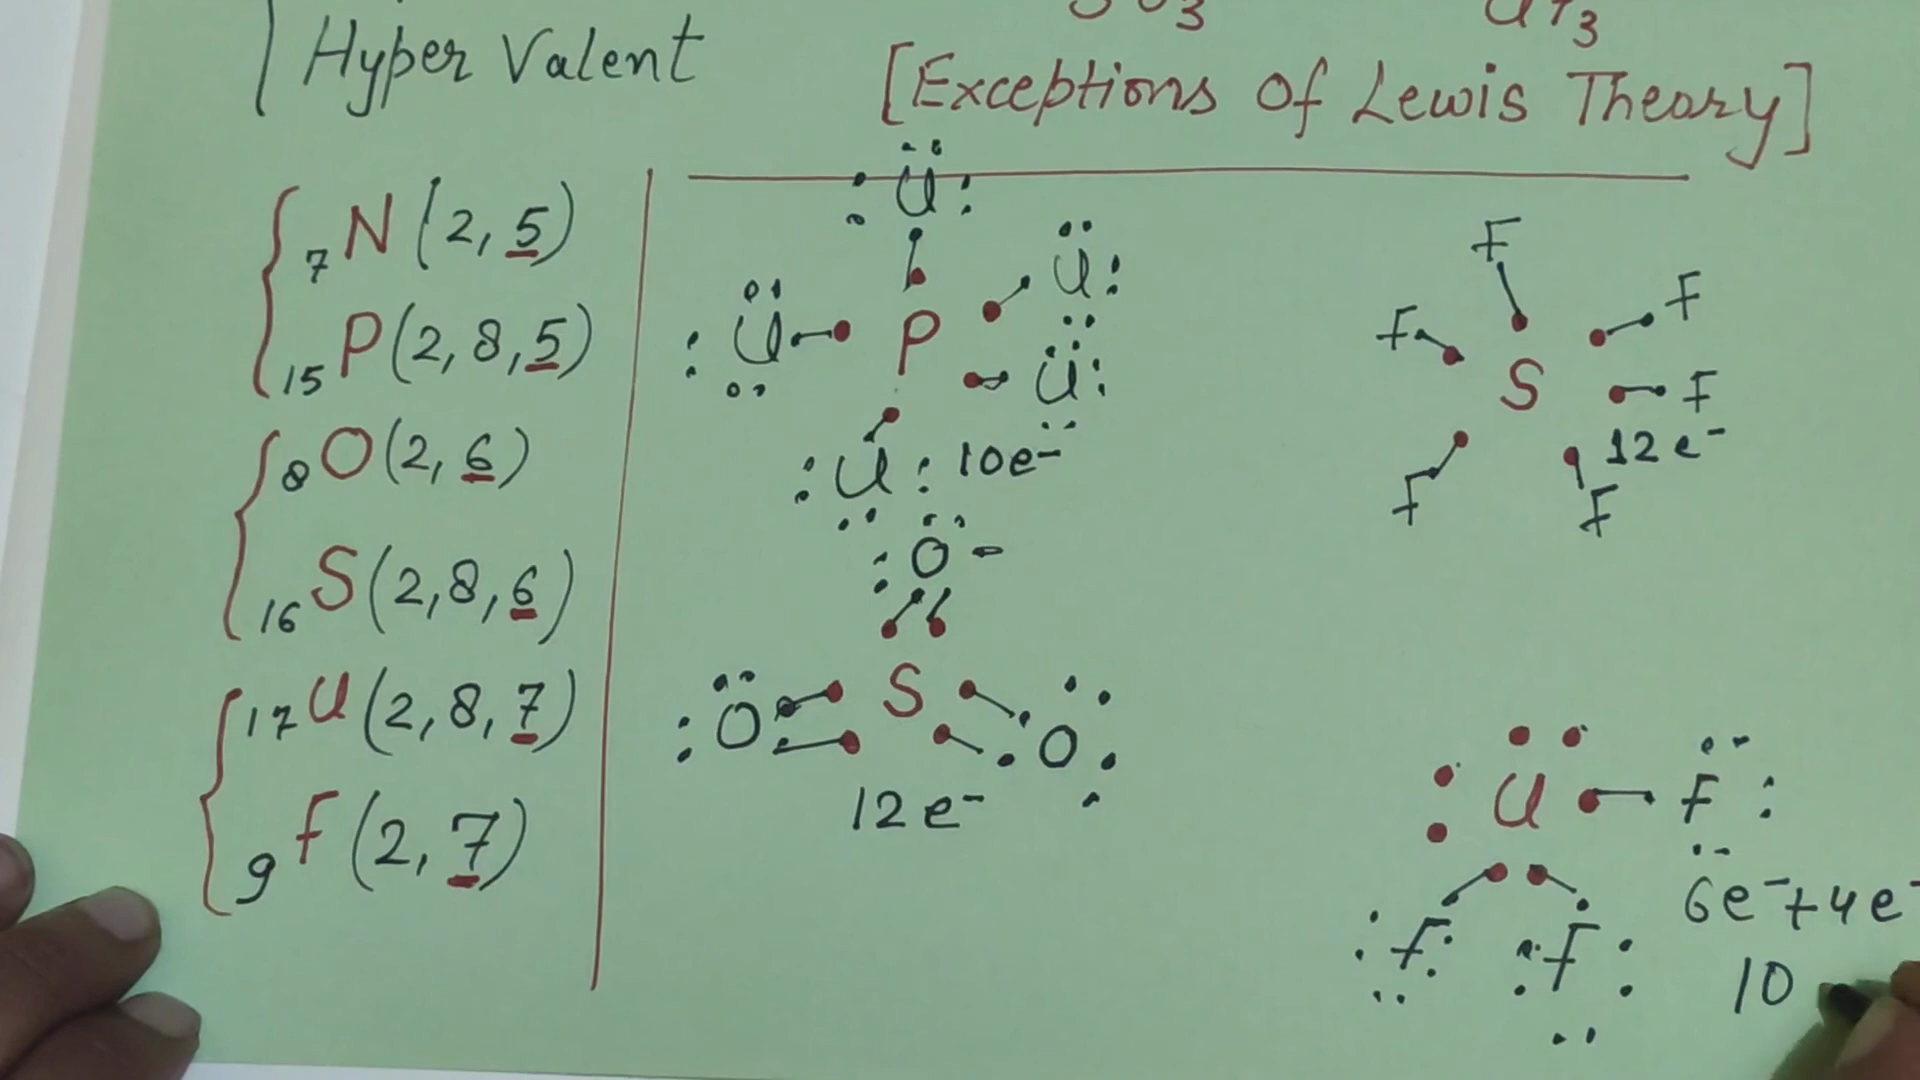 Hyper Valent
[Exceptions Of Lewis Theory]
7N(2, 5)
15P(2, 8, 5)
8O(2, 6)
16S(2, 8, 6)
17Cl(2, 8, 7)
9F(2, 7)
Cl
Cl
P
Cl
Cl
Cl
10e-
F
F
F
S
F
F
F
12e-
O
O
S
O
12e-
Cl
F
F
F
6e-+4e-
10